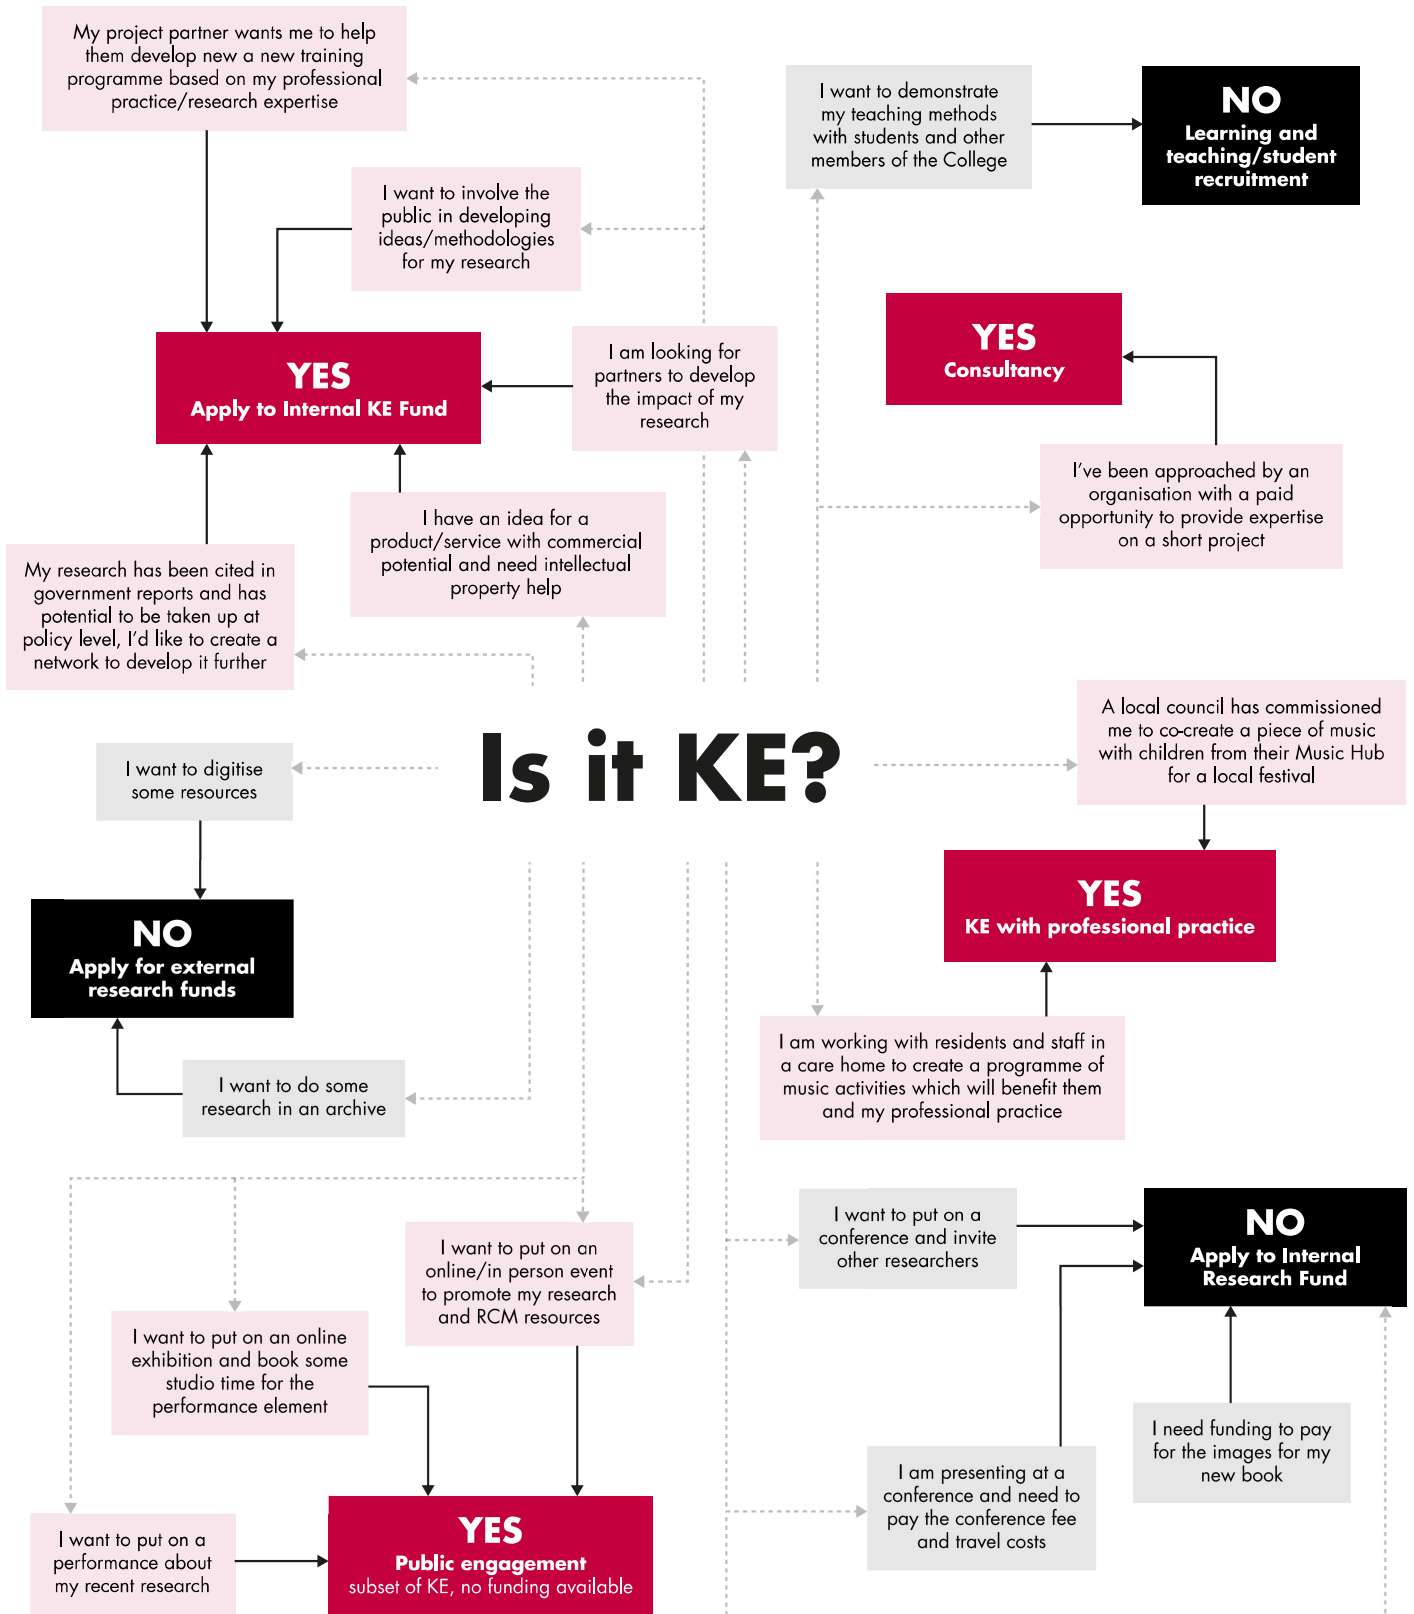 My project partner wants me to help
them develop new a new training
programme based on my professional
practice/research expertise
I want to demonstrate
my teaching methods
with students and other
members of the College
NO
Learning and
teaching/student
recruitment
I want to involve the
public in developing
ideas/methodologies
for my research
YES
Apply to Internal KE Fund
I am looking for
partners to develop
the impact of my
research
YES
Consultancy
I've been approached by an
organisation with a paid
opportunity to provide expertise
on a short project
I have an idea for a
product/service with commercial
potential and need intellectual
property help
My research has been cited in
government reports and has
potential to be taken up at
policy level, I'd like to create a
network to develop it further
Is it KE?
A local council has commissioned
me to co-create a piece of music
with children from their Music Hub
for a local festival
I want to digitise
some resources
YES
KE with professional practice
NO
Apply for external
research funds
I am working with residents and staff in
a care home to create a programme of
music activities which will benefit them
and my professional practice
I want to do some
research in an archive
I want to put on a
conference and invite
other researchers
NO
Apply to Internal
Research Fund
I want to put on an
online/in person event
to promote my research
and RCM resources
I want to put on an online
exhibition and book some
studio time for the
performance element
I need funding to pay
for the images for my
new book
I am presenting at a
conference and need to
pay the conference fee
and travel costs
I want to put on a
performance about
my recent research
YES
Public engagement
subset of KE, no funding available